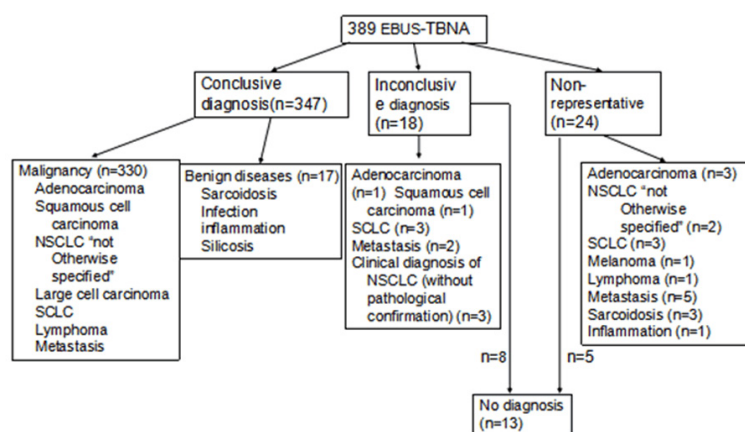 389 EBUS-TBNA
Conclusive
diagnosis(n=347)
Inconclusiv
e diagnosis
(n=18)
Non-
representative
(n=24)
Malignancy (n=330)
Adenocarcinoma
Squamous cell
carcinoma
NSCLC “not
Otherwise
specified”
Large cell carcinoma
SCLC
Lymphoma
Metastasis
Benign diseases (n=17)
Sarcoidosis
Infection
inflammation
Silicosis
Adenocarcinoma
(n=1) Squamous cell
carcinoma (n=1)
SCLC (n=3)
Metastasis (n=2)
Clinical diagnosis of
NSCLC (without
pathological
confirmation) (n=3)
Adenocarcinoma (n=3)
NSCLC “not
Otherwise
specified” (n=2)
SCLC (n=3)
Melanoma (n=1)
Lymphoma (n=1)
Metastasis (n=5)
Sarcoidosis (n=3)
Inflammation (n=1)
n=8
n=5
No diagnosis
(n=13)